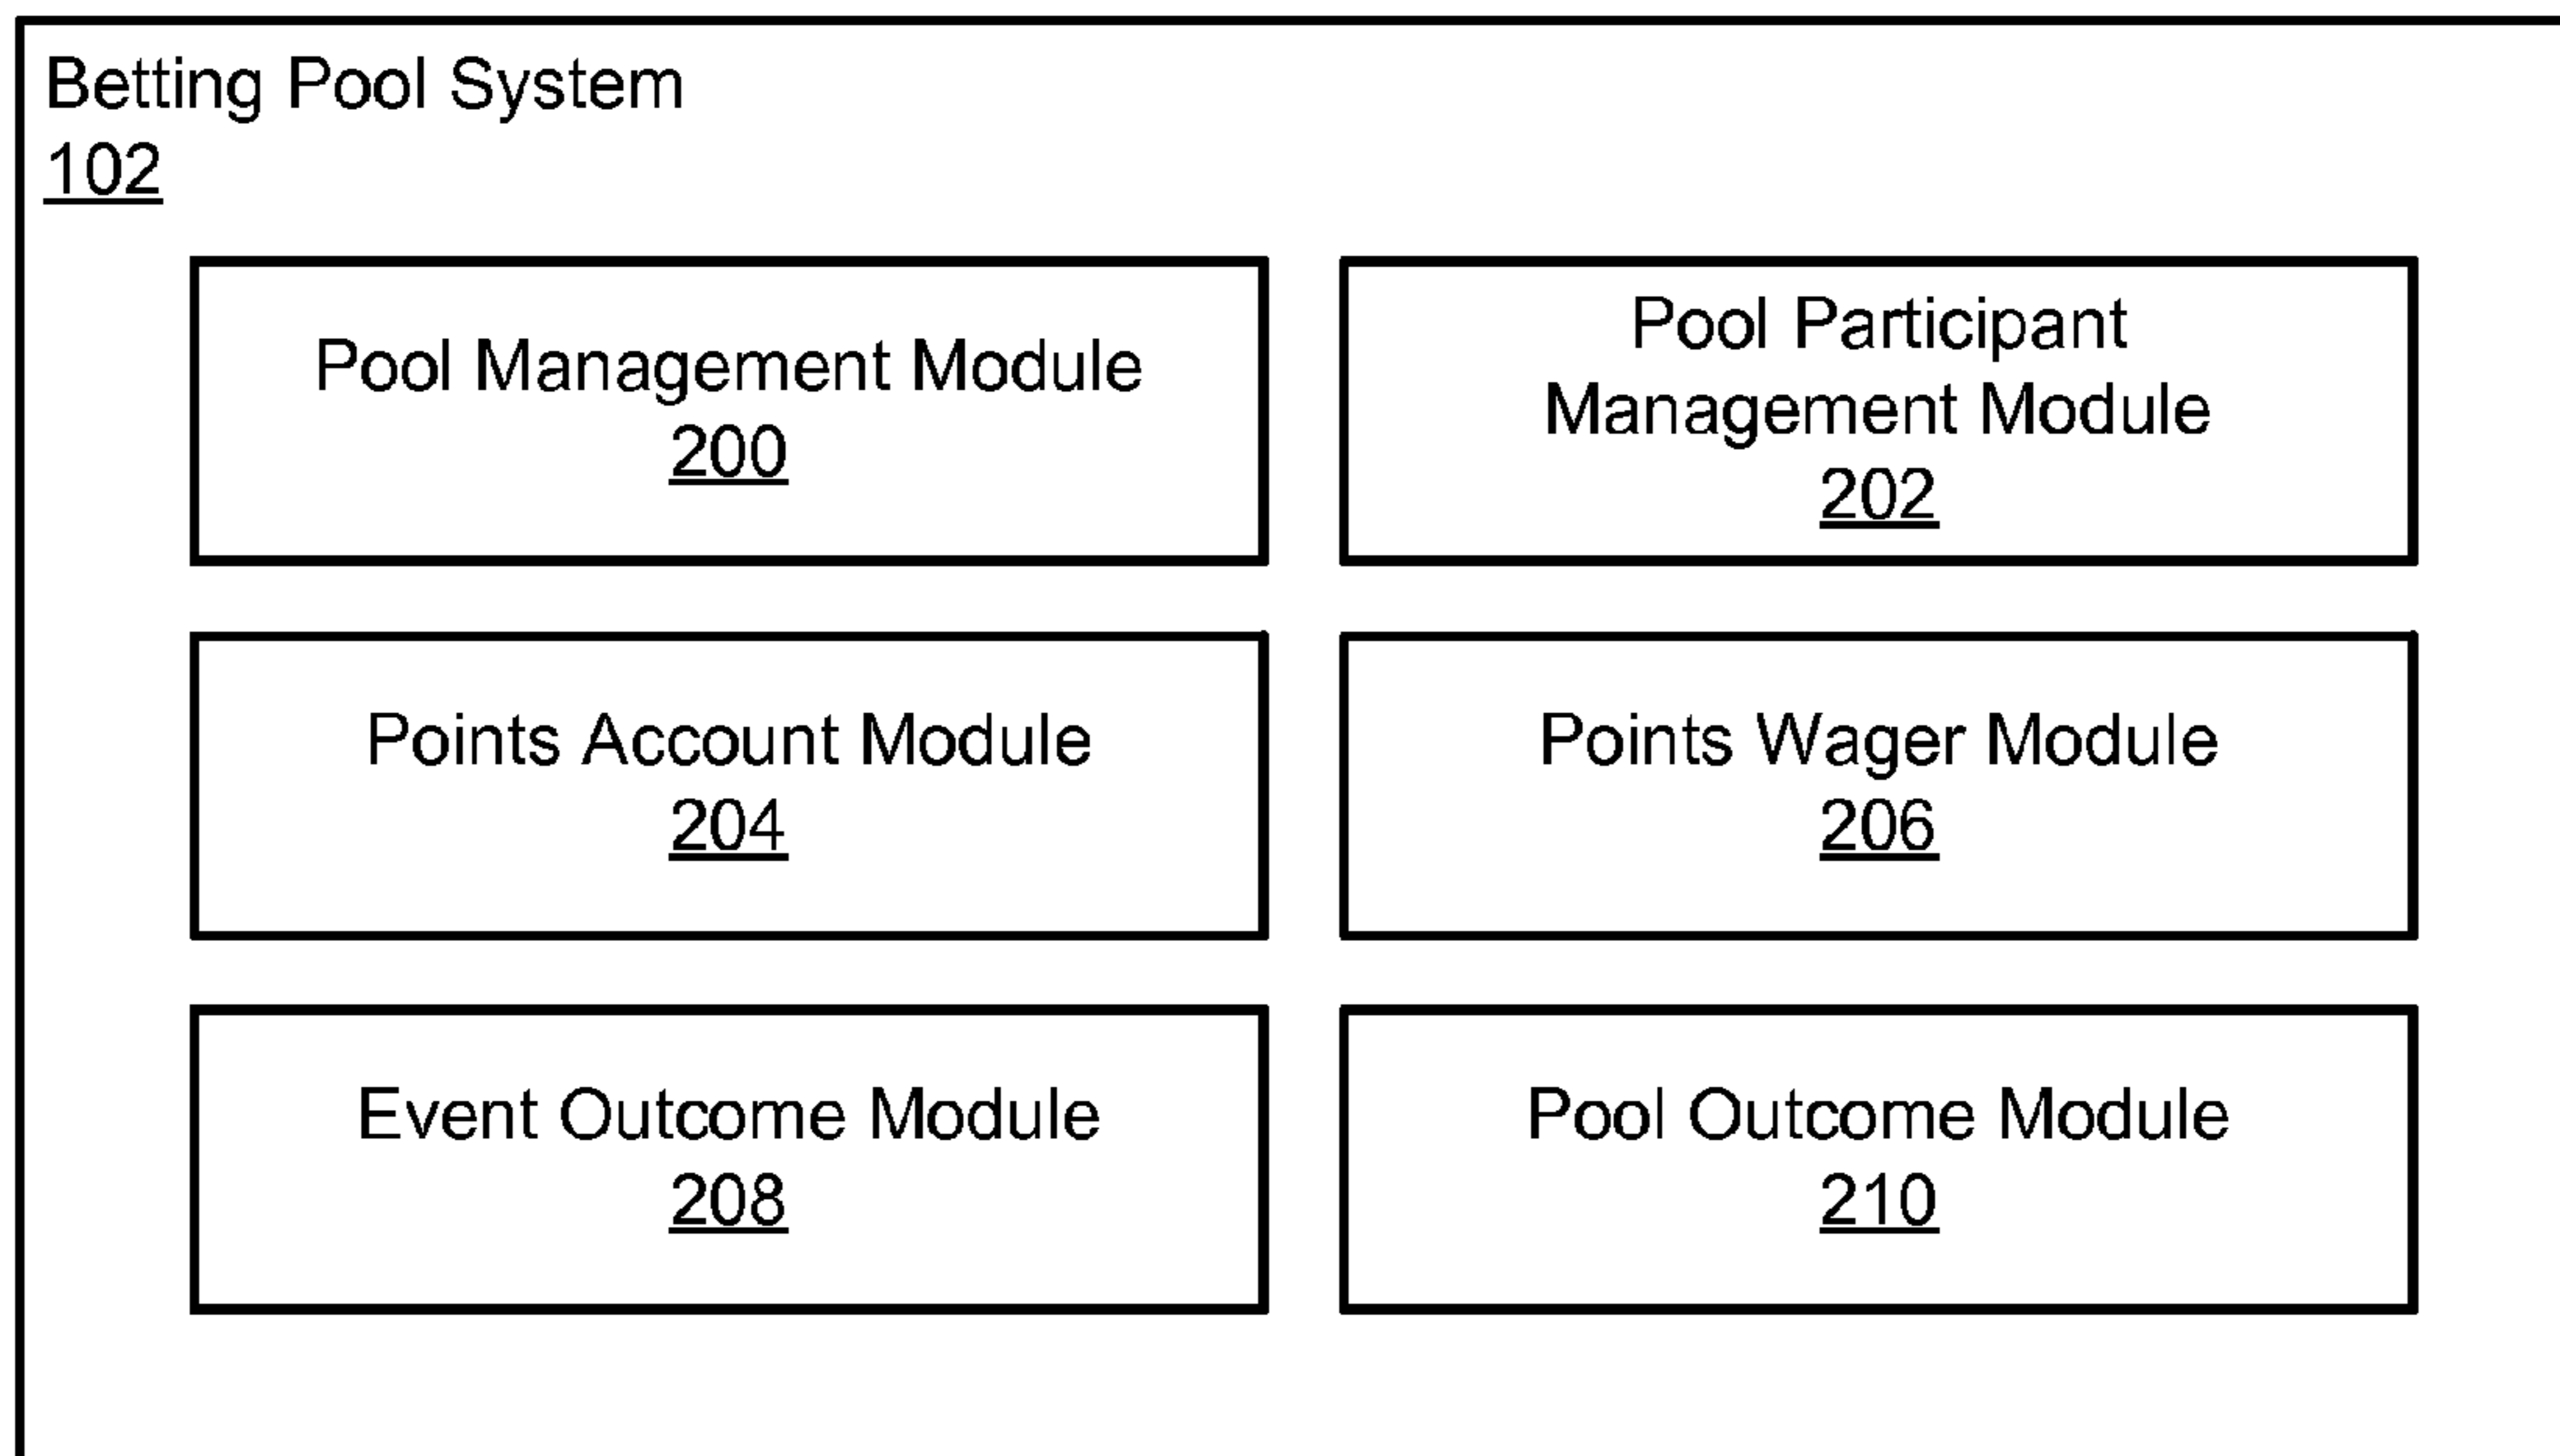 Betting Pool System
102
Pool Management Module
200
Pool Participant
Management Module
202
Points Account Module
204
Points Wager Module
206
Event Outcome Module
208
Pool Outcome Module
210